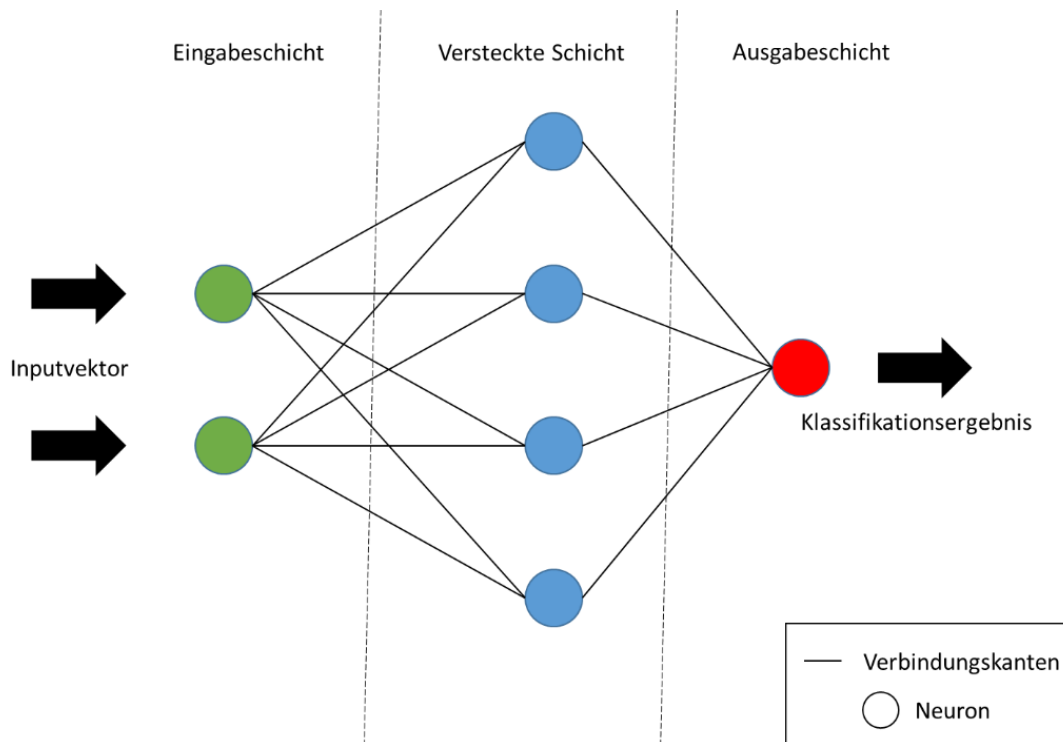 Eingabeschicht
Versteckte Schicht
Ausgabeschicht
Inputvektor
Klassifikationsergebnis
Verbindungskanten
Neuron